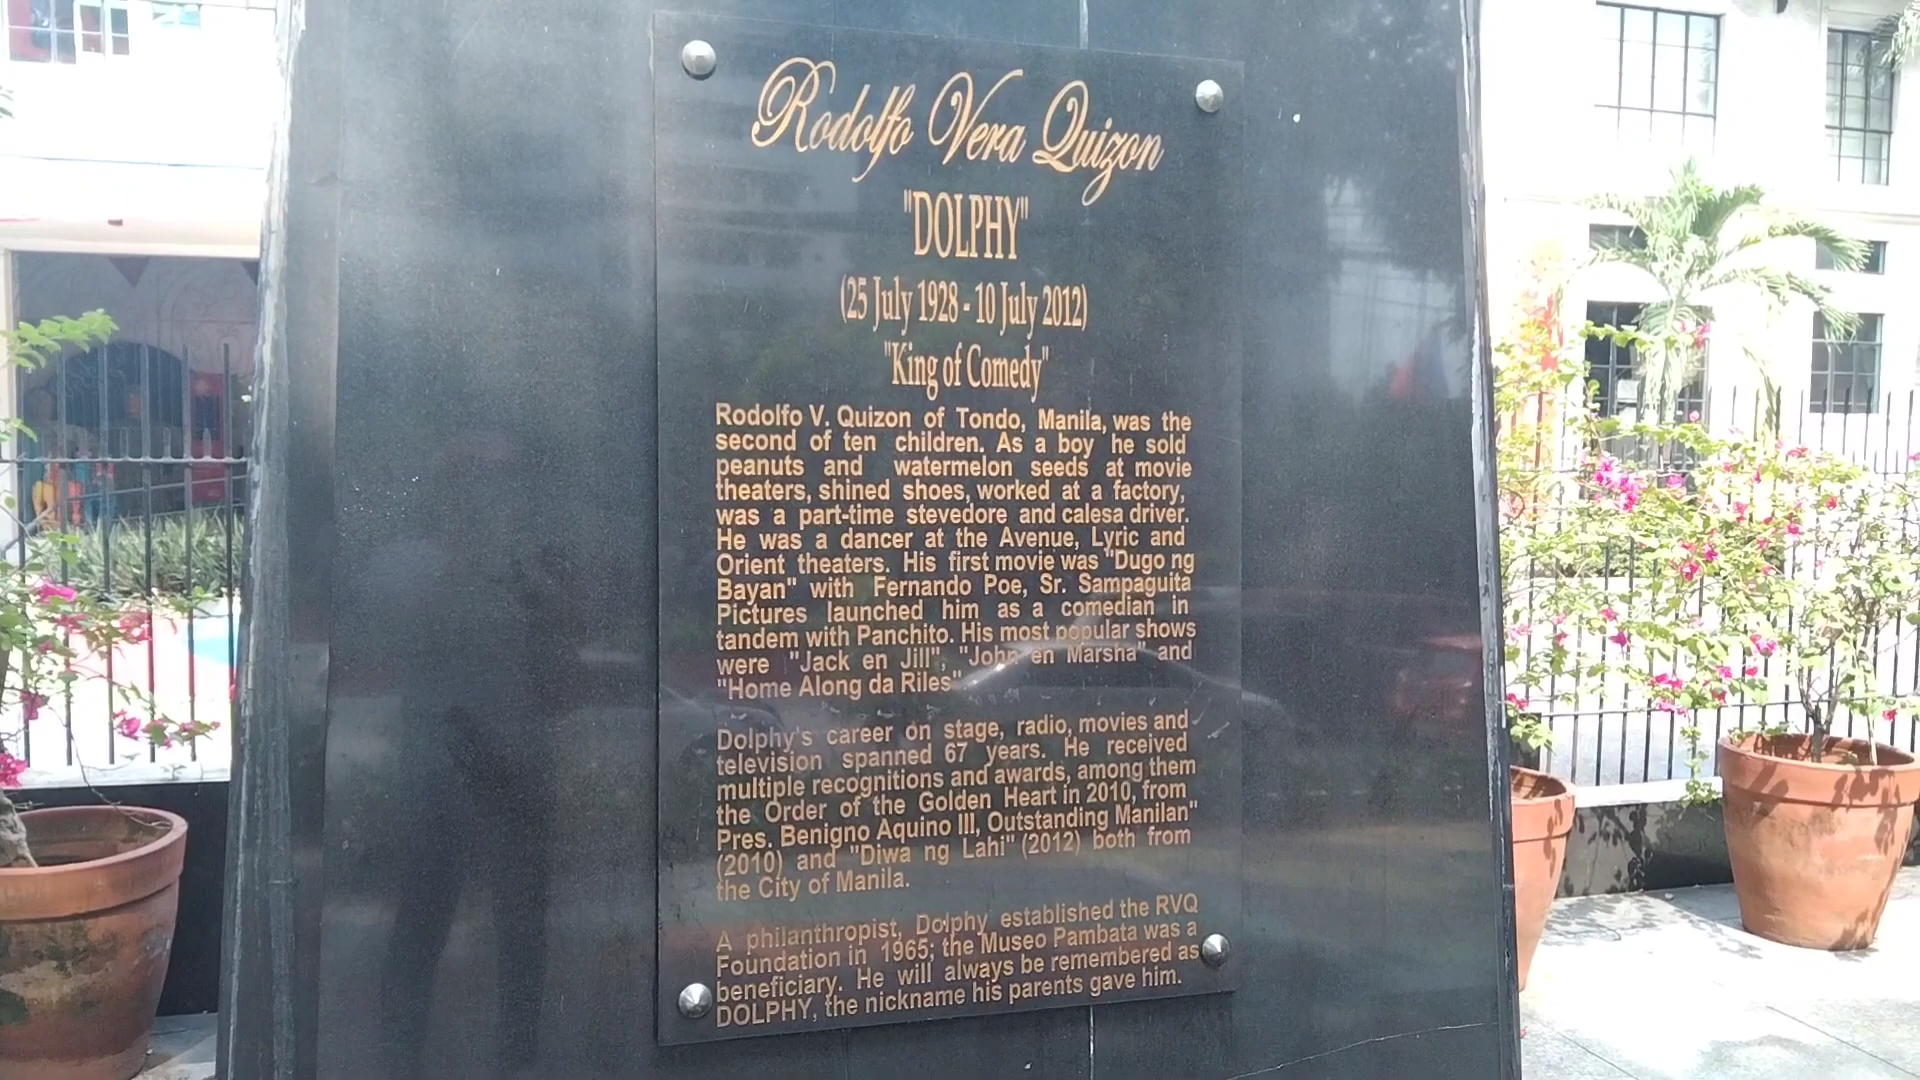 Rodolfo Vera Quizon
"DOLPHY"
(25 July 1928 - 10 July 2012)
"King of Comedy"
Rodolfo V. Quizon of Tondo, Manila, was the
second of ten children. As a boy he sold
peanuts and watermelon seeds at movie
theaters, shined shoes, worked at a factory,
was a part-time stevedore and calesa driver.
He was a dancer at the Avenue, Lyric and
Orient theaters. His first movie was "Dugo ng
Bayan" with Fernando Poe, Sr. Sampaguita
Pictures launched him as a comedian in
tandem with Panchito. His most popular shows
were "Jack en Jill", "John en Marsha" and
"Home Along da Riles"
Dolphy's career on stage, radio, movies and
television spanned 67 years. He received
multiple recognitions and awards, among them
the Order of the Golden Heart in 2010, from
Pres. Benigno Aquino III, Outstanding Manilan"
(2010) and "Diwa ng Lahi" (2012) both from
the City of Manila.
A philanthropist, Dolphy established the RVQ
Foundation in 1965; the Museo Pambata was a
beneficiary. He will always be remembered as
DOLPHY, the nickname his parents gave him.